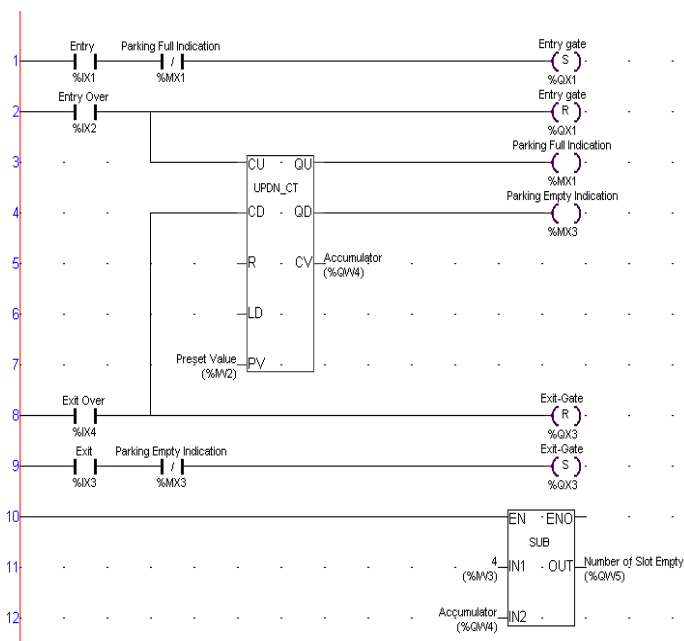 Entry Parking Full Indication Entry gate
1 / S
%IX1 %MX1 %QX1
Entry Over Entry gate
2 R
%IX2 %QX1
Parking Full Indication
3 CU QU
%MX1
UPDN_CT
Parking Empty Indication
4 CD QD
%MX3
5 R CV Accumulator
(%QW4)
6 LD
7 Preset Value PV
(%IW2)
Exit Over Exit-Gate
8 R
%IX4 %QX3
Exit Parking Empty Indication Exit-Gate
9 / S
%IX3 %MX3 %QX3
10 EN ENO
SUB
11 4 IN1 OUT Number of Slot Empty
(%IW3) (%QW5)
12 Accumulator IN2
(%QW4)